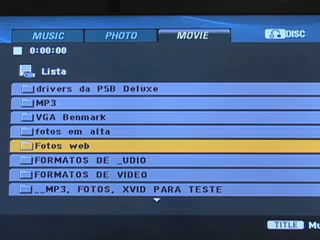 MUSIC PHOTO MOVIE DISC
0:00:00
Lista
drivers da PSB Deluxe
MP3
VGA Benmark
fotos em alta
Fotos web
FORMATOS DE _UDIO
FORMATOS DE VIDEO
__MP3, FOTOS, XVID PARA TESTE
TITLE Mu